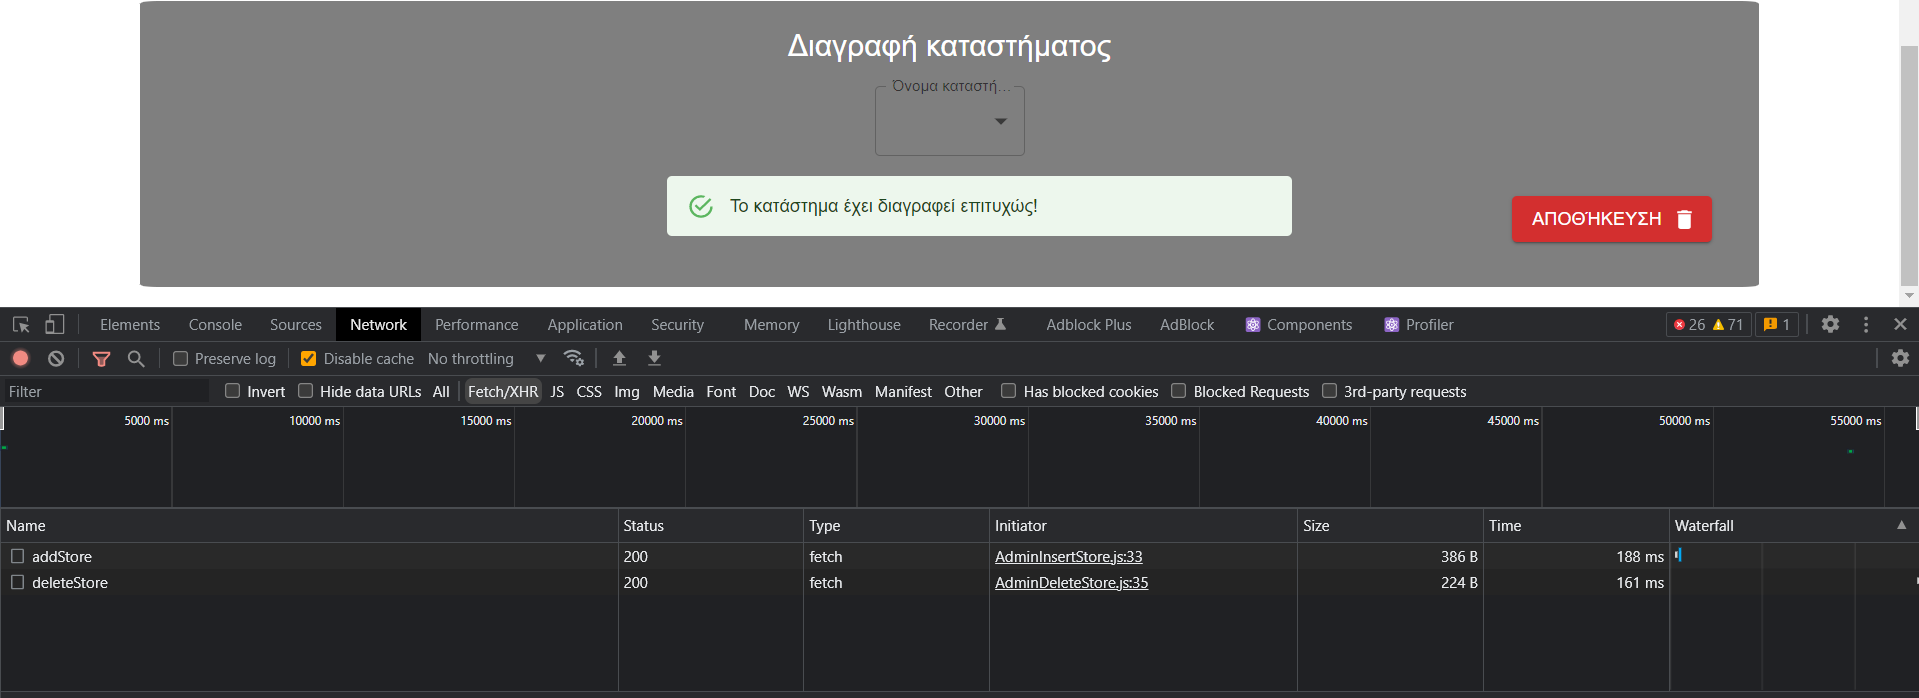 Διαγραφή καταστήματος
Όνομα καταστή...
Το κατάστημα έχει διαγραφεί επιτυχώς!
ΑΠΟΘΉΚΕΥΣΗ
Elements Console Sources Network Performance Application Security Memory Lighthouse Recorder Adblock Plus AdBlock Components Profiler 26 71 1
Preserve log Disable cache No throttling
Filter Invert Hide data URLs All Fetch/XHR JS CSS Img Media Font Doc WS Wasm Manifest Other Has blocked cookies Blocked Requests 3rd-party requests
5000 ms 10000 ms 15000 ms 20000 ms 25000 ms 30000 ms 35000 ms 40000 ms 45000 ms 50000 ms 55000 ms
Name Status Type Initiator Size Time Waterfall
addStore 200 fetch AdminInsertStore.js:33 386 B 188 ms
deleteStore 200 fetch AdminDeleteStore.js:35 224 B 161 ms